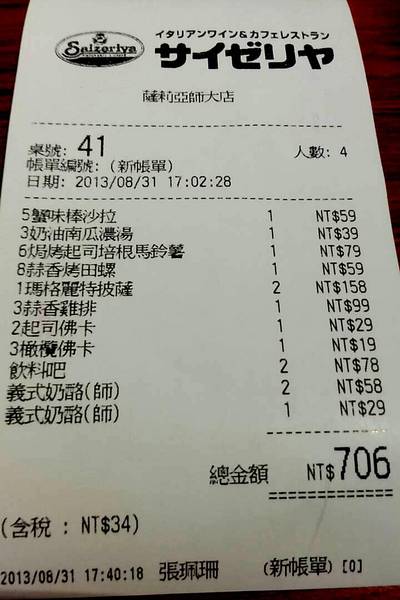 Saizeriya
イタリアンワイン&カフェレストラン
サイゼリヤ
薩莉亞師大店
桌號: 41 人數: 4
帳單編號: (新帳單)
日期: 2013/08/31 17:02:28
5蟹味棒沙拉 1 NT$59
3奶油南瓜濃湯 1 NT$39
6焗烤起司培根馬鈴薯 1 NT$79
8蒜香烤田螺 1 NT$59
1瑪格麗特披薩 2 NT$158
3蒜香雞排 1 NT$99
2起司佛卡 1 NT$29
3橄欖佛卡 1 NT$19
飲料吧 2 NT$78
義式奶酪(師) 2 NT$58
義式奶酪(師) 1 NT$29
總金額 NT$706
(含稅 : NT$34)
2013/08/31 17:40:18 張珮珊 (新帳單) [0]